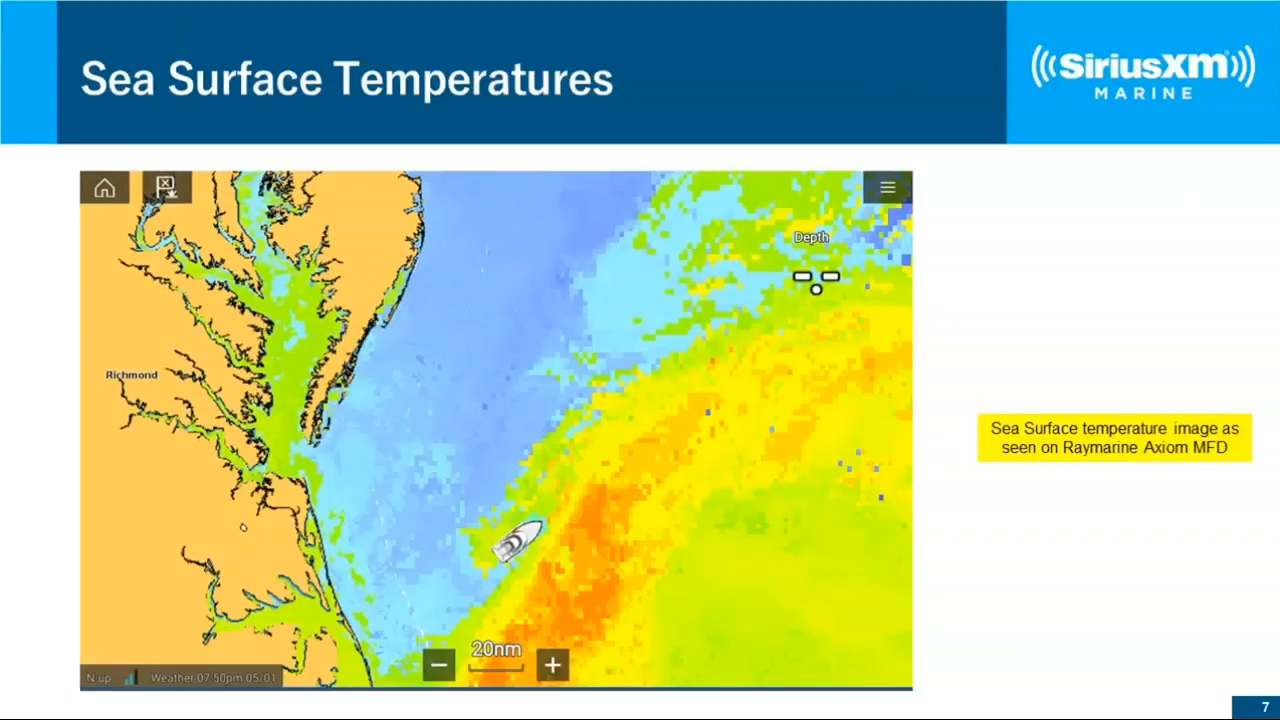 Sea Surface Temperatures
SiriusXM
MARINE
Depth
Richmond
Sea Surface temperature image as
seen on Raymarine Axiom MFD
20nm
N up
Weather 07:50pm 05/01
7